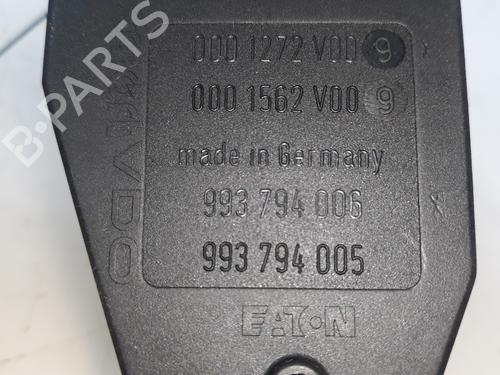 000 1272 V00 9
000 1562 V00 9
made in Germany
993 794 006
993 794 005
VDO
EATON
B-PARTS